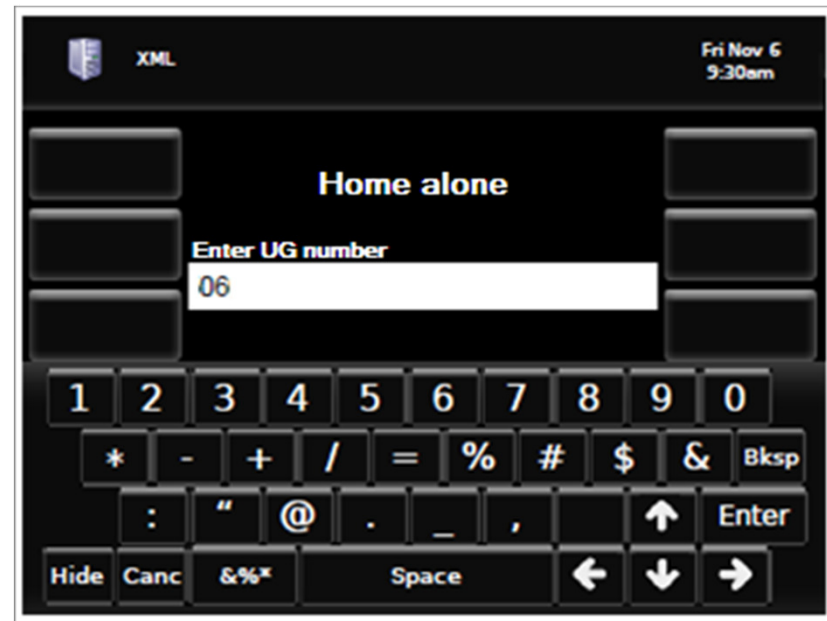 XML
Fri Nov 6
9:30am
Home alone
Enter UG number
06
1 2 3 4 5 6 7 8 9 0
* - + / = % # $ & Bksp
: “ @ . _ , ↑ Enter
Hide Canc &%* Space ← ↓ →